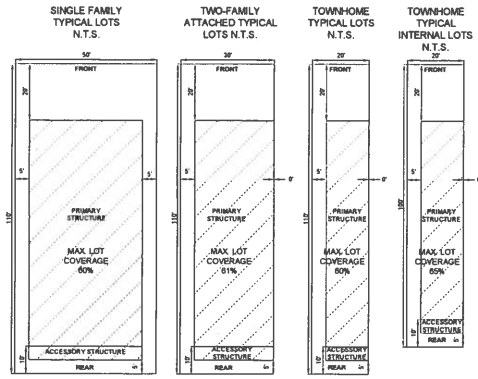 SINGLE FAMILY
TYPICAL LOTS
N.T.S.
50'
FRONT
20'
5'
5'
110'
PRIMARY
STRUCTURE
MAX. LOT
COVERAGE
60%
ACCESSORY STRUCTURE
10'
REAR
5'
TWO-FAMILY
ATTACHED TYPICAL
LOTS N.T.S.
30'
FRONT
20'
5'
0'
110'
PRIMARY
STRUCTURE
MAX. LOT
COVERAGE
61%
ACCESSORY
STRUCTURE
10'
REAR
5'
TOWNHOME
TYPICAL LOTS
N.T.S.
20'
FRONT
20'
5'
0'
110'
PRIMARY
STRUCTURE
MAX. LOT
COVERAGE
60%
ACCESSORY
STRUCTURE
10'
REAR
5'
TOWNHOME
TYPICAL
INTERNAL LOTS
N.T.S.
20'
FRONT
20'
5'
100'
PRIMARY
STRUCTURE
MAX. LOT
COVERAGE
65%
ACCESSORY
STRUCTURE
10'
REAR
5'